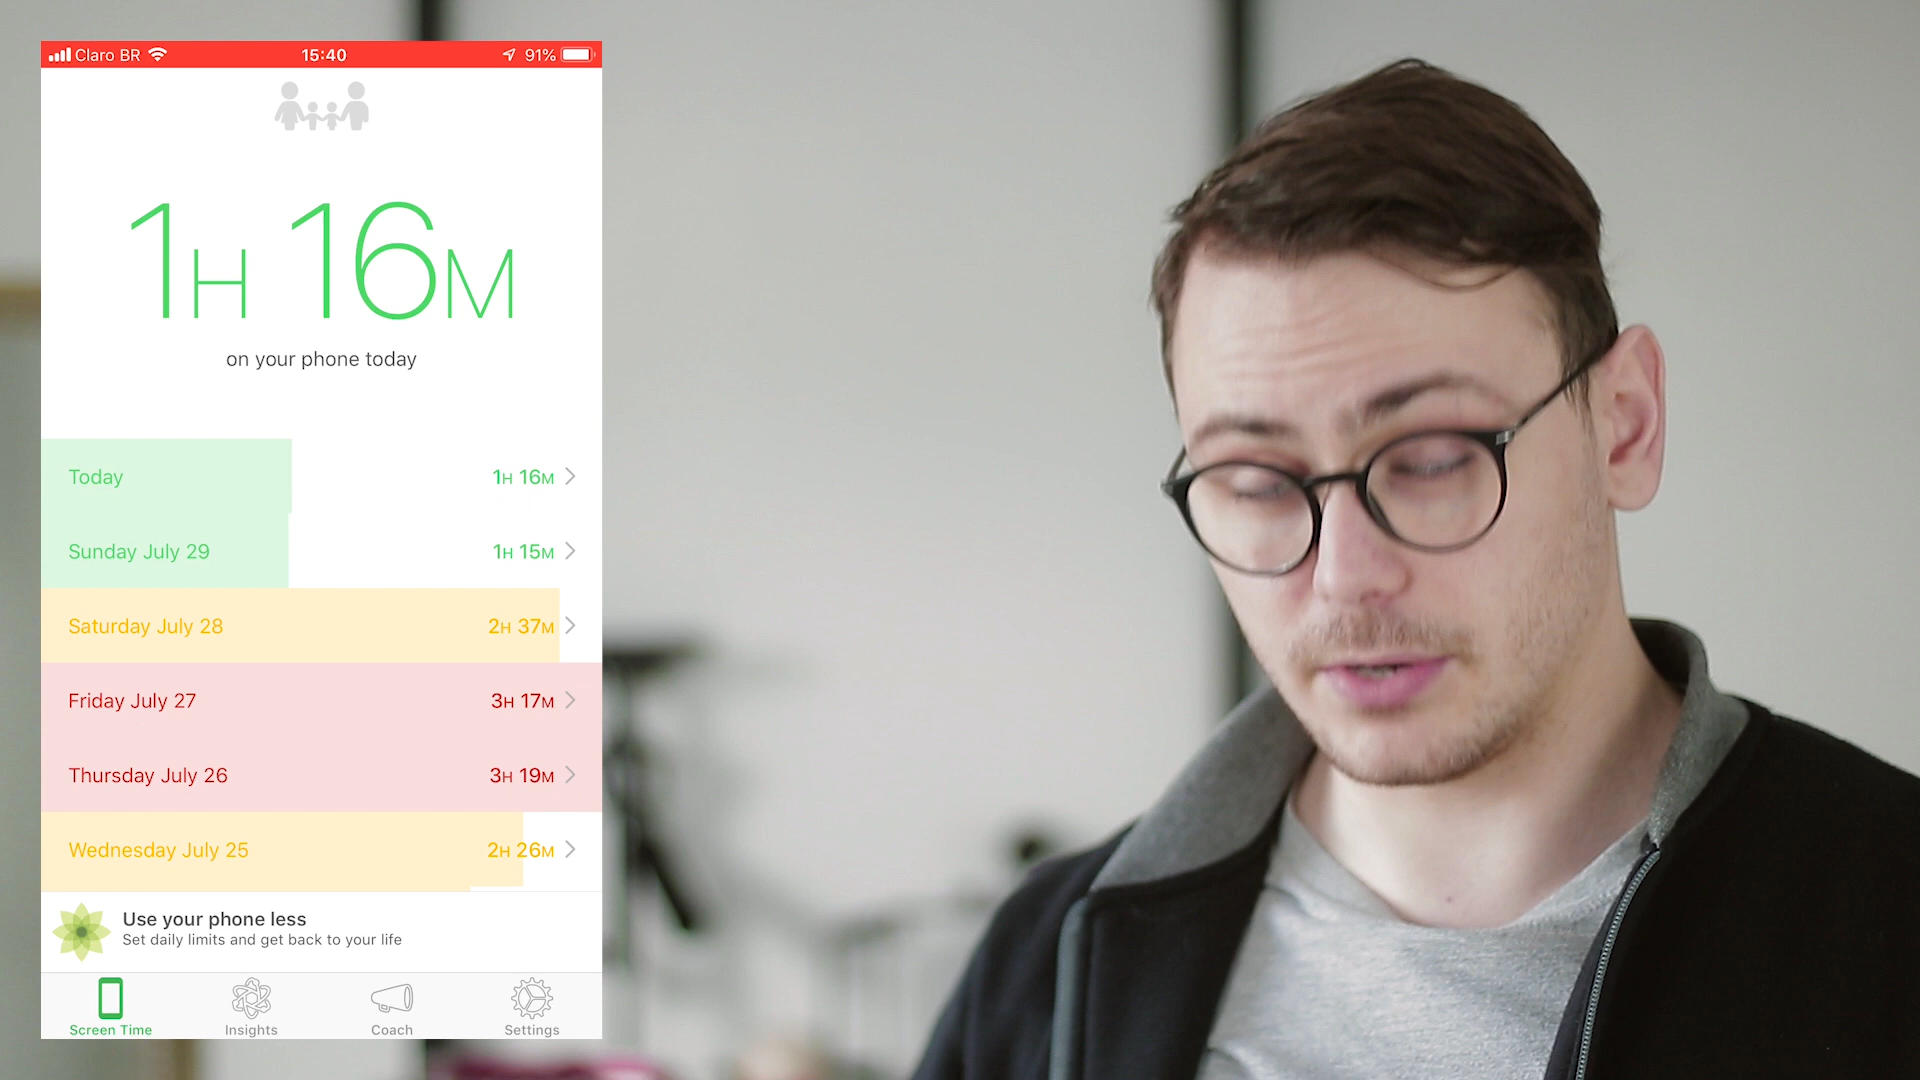 Claro BR 15:40 91%
1H 16M
on your phone today
Today 1H 16M
Sunday July 29 1H 15M
Saturday July 28 2H 37M
Friday July 27 3H 17M
Thursday July 26 3H 19M
Wednesday July 25 2H 26M
Use your phone less
Set daily limits and get back to your life
Screen Time Insights Coach Settings